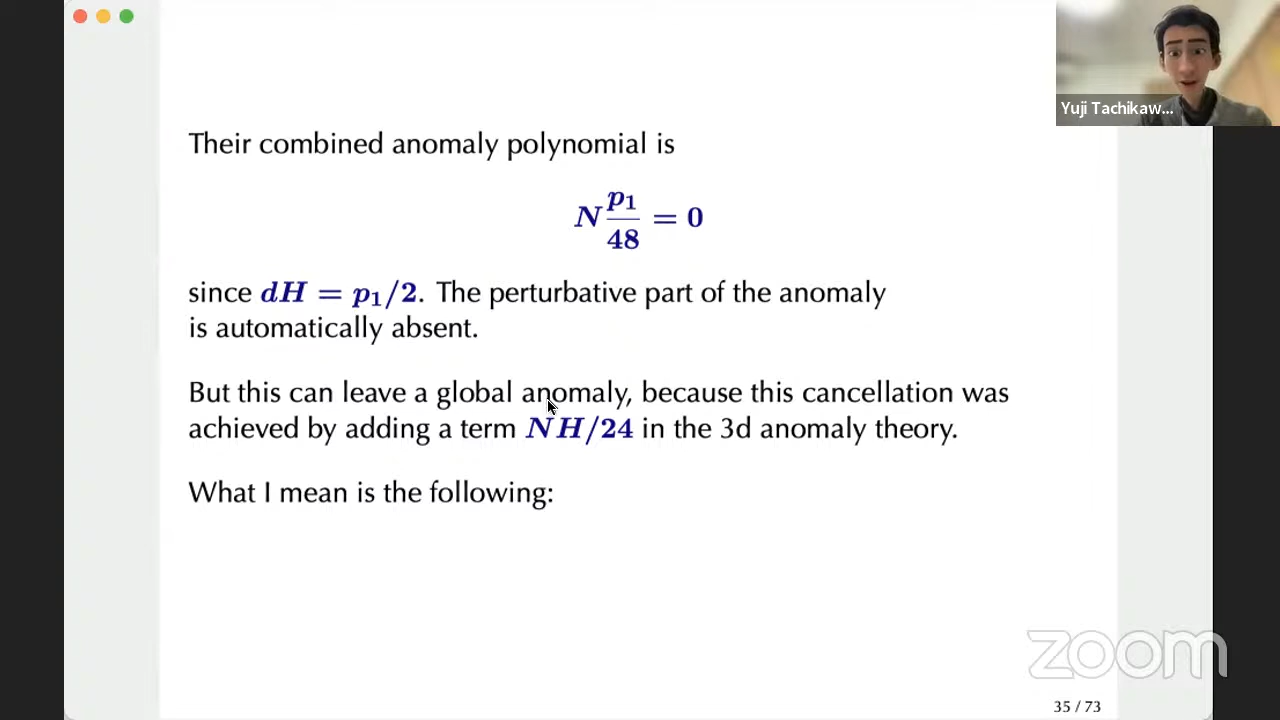 Yuji Tachikaw...
Their combined anomaly polynomial is
N p₁/48 = 0
since dH = p₁/2. The perturbative part of the anomaly
is automatically absent.
But this can leave a global anomaly, because this cancellation was
achieved by adding a term NH/24 in the 3d anomaly theory.
What I mean is the following:
zoom
35 / 73